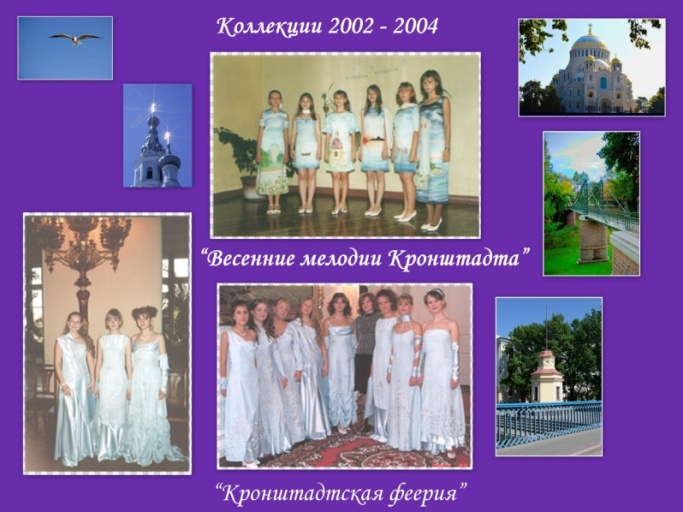 Коллекции 2002 - 2004
“Весенние мелодии Кронштадта”
“Кронштадтская феерия”